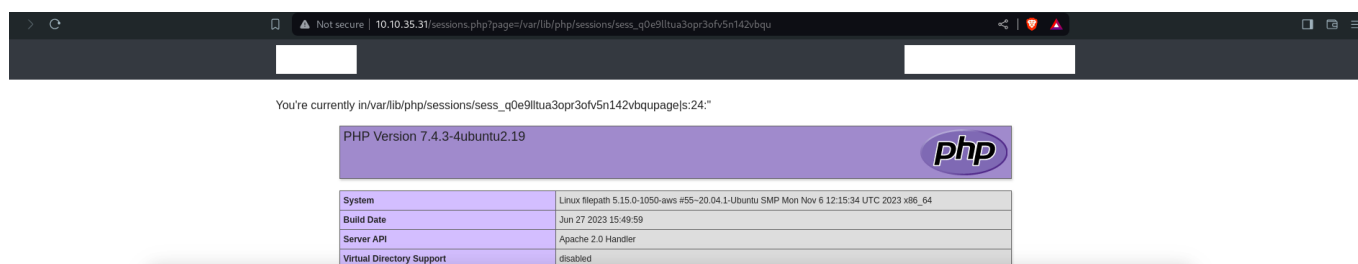 Not secure | 10.10.35.31/sessions.php?page=/var/lib/php/sessions/sess_q0e9lltua3opr3ofv5n142vbqu
You're currently in/var/lib/php/sessions/sess_q0e9lltua3opr3ofv5n142vbqupage|s:24:"
PHP Version 7.4.3-4ubuntu2.19
php
System Linux filepath 5.15.0-1050-aws #55~20.04.1-Ubuntu SMP Mon Nov 6 12:15:34 UTC 2023 x86_64
Build Date Jun 27 2023 15:49:59
Server API Apache 2.0 Handler
Virtual Directory Support disabled